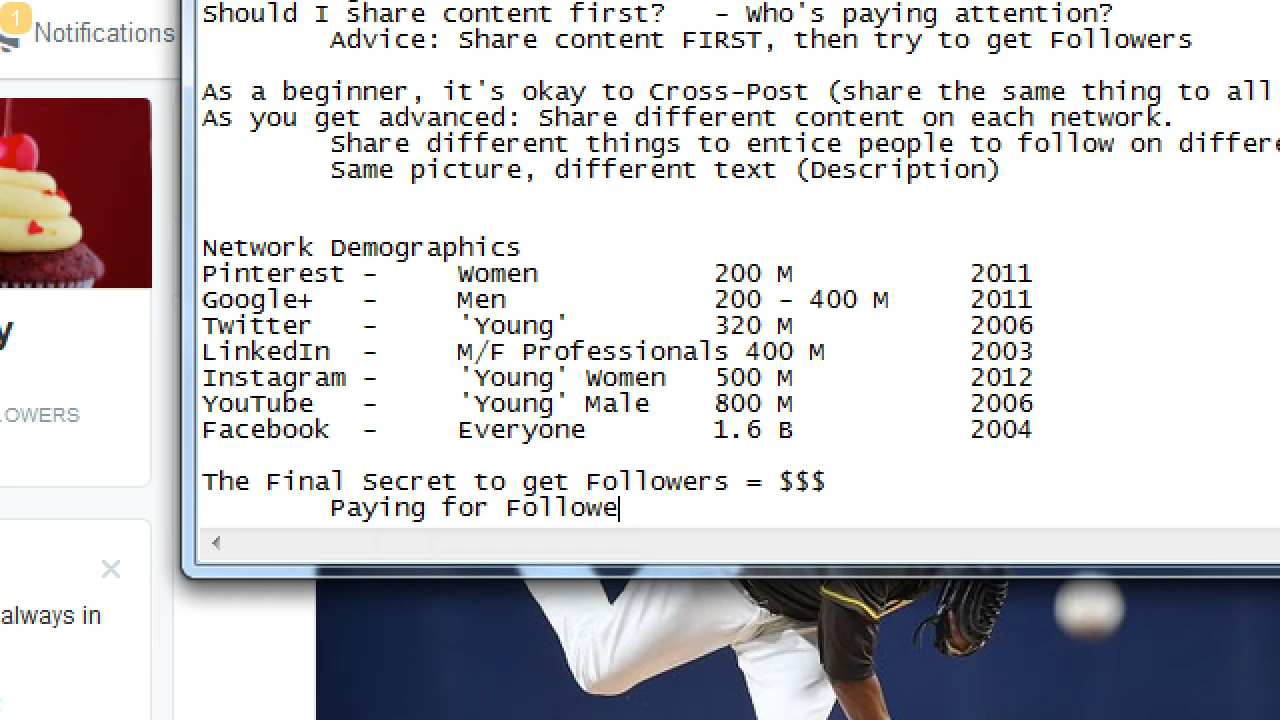 1
Notifications
Should I share content first?   – Who's paying attention?
Advice: Share content FIRST, then try to get Followers
As a beginner, it's okay to Cross–Post (share the same thing to all
As you get advanced: Share different content on each network.
Share different things to entice people to follow on differe
Same picture, different text (Description)
Network Demographics
Pinterest – Women 200 M 2011
Google+ – Men 200 – 400 M 2011
Twitter – 'Young' 320 M 2006
LinkedIn – M/F Professionals 400 M 2003
Instagram – 'Young' Women 500 M 2012
YouTube – 'Young' Male 800 M 2006
Facebook – Everyone 1.6 B 2004
The Final Secret to get Followers = $$$
Paying for Followe
y
LOWERS
always in